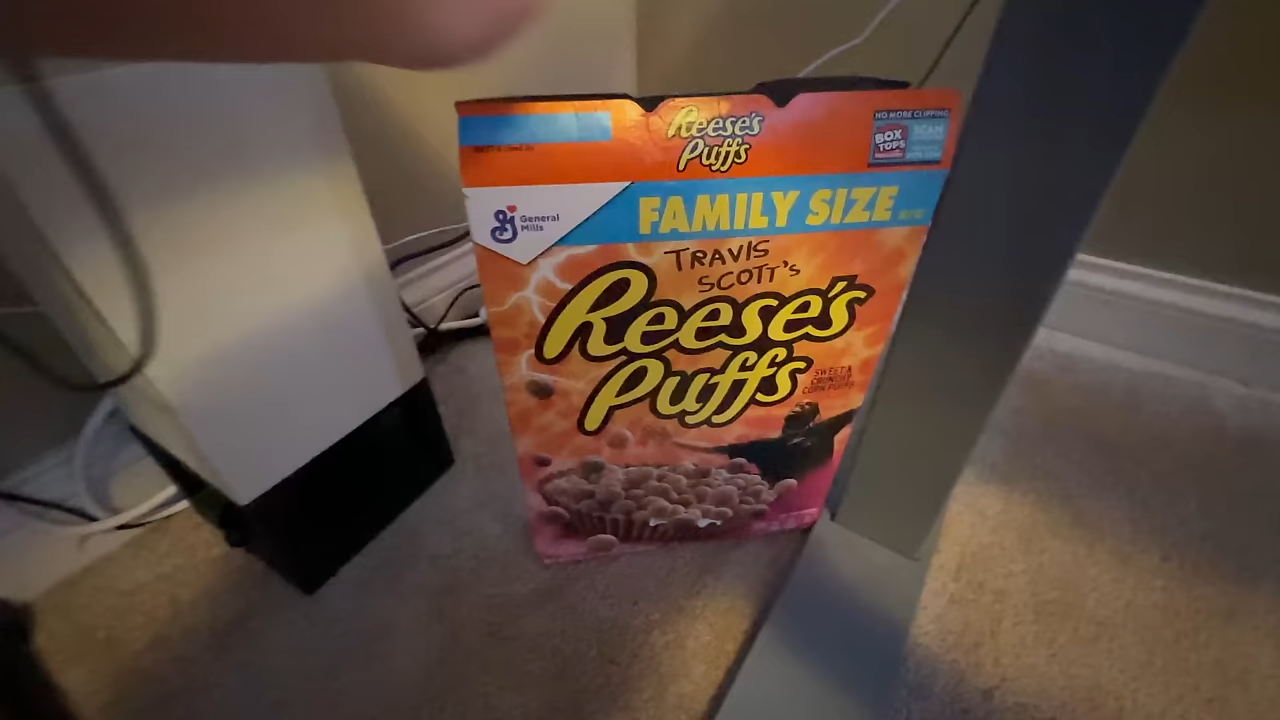 Reese's
Puffs
NO MORE CLIPPING
BOX
TOPS
SCAN
General
Mills
FAMILY SIZE
TRAVIS
SCOTT'S
Reese's
Puffs
SWEET &
CRUNCHY
CORN PUFFS